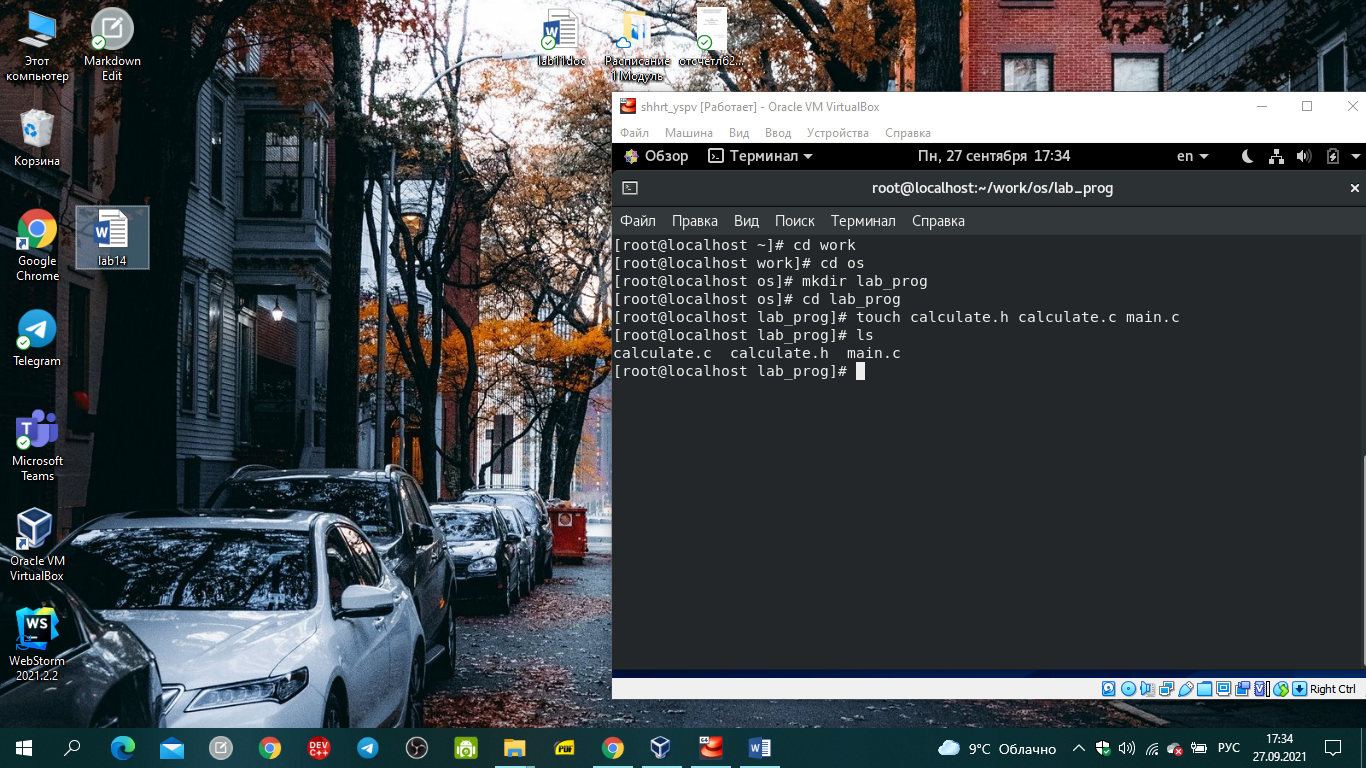 Этот компьютер
Markdown Edit
Корзина
Google Chrome
lab14
Telegram
Microsoft Teams
Oracle VM VirtualBox
WS
WebStorm 2021.2.2
lab11doc
Расписание 1 Модуль
отсчетлб2...
shhrt_yspv [Работает] - Oracle VM VirtualBox
Файл Машина Вид Ввод Устройства Справка
Обзор Терминал Пн, 27 сентября 17:34 en
root@localhost:~/work/os/lab_prog
Файл Правка Вид Поиск Терминал Справка
[root@localhost ~]# cd work
[root@localhost work]# cd os
[root@localhost os]# mkdir lab_prog
[root@localhost os]# cd lab_prog
[root@localhost lab_prog]# touch calculate.h calculate.c main.c
[root@localhost lab_prog]# ls
calculate.c calculate.h main.c
[root@localhost lab_prog]#
Right Ctrl
DEV C++
PDF
64
9°C Облачно
РУС
17:34
27.09.2021